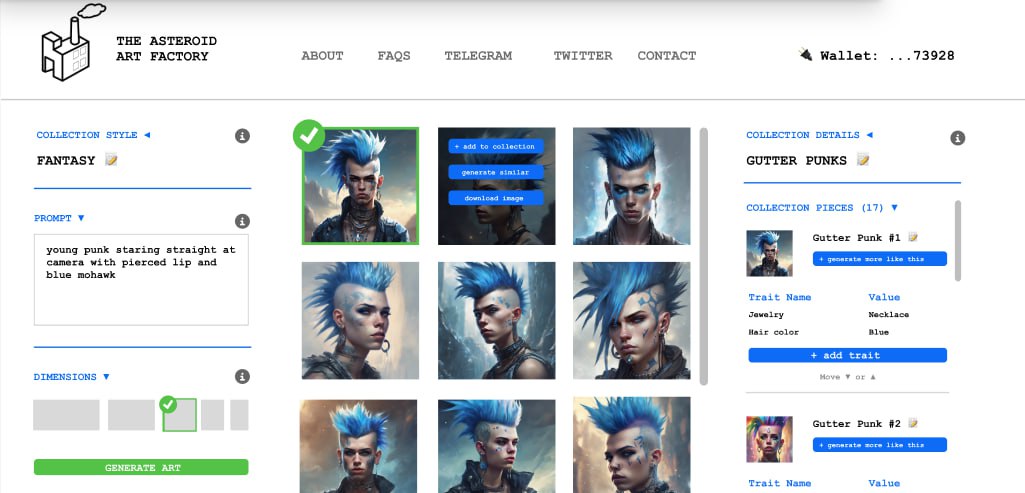 THE ASTEROID
ART FACTORY
ABOUT
FAQS
TELEGRAM
TWITTER
CONTACT
Wallet: ...73928
COLLECTION STYLE ◄
FANTASY
PROMPT ▼
young punk staring straight at
camera with pierced lip and
blue mohawk
DIMENSIONS ▼
GENERATE ART
+ add to collection
generate similar
download image
COLLECTION DETAILS ◄
GUTTER PUNKS
COLLECTION PIECES (17) ▼
Gutter Punk #1
+ generate more like this
Trait Name Value
Jewelry Necklace
Hair color Blue
+ add trait
Move ▼ or ▲
Gutter Punk #2
+ generate more like this
Trait Name Value